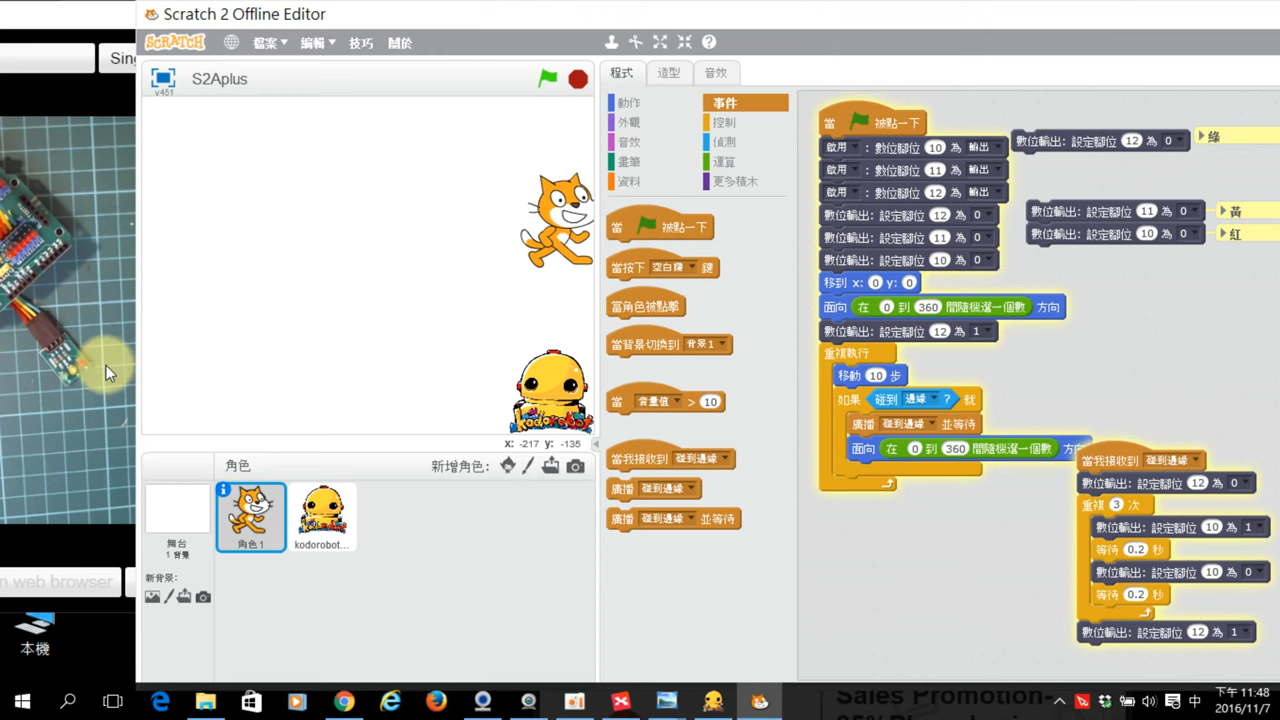 Scratch 2 Offline Editor
Sing
SCRATCH
檔案
編輯
技巧
關於
v451
S2Aplus
程式
造型
音效
動作
外觀
音效
畫筆
資料
事件
控制
偵測
運算
更多積木
當 被點一下
當按下 空白鍵 鍵
當角色被點擊
當背景切換到 背景1
當 音量值 > 10
當我接收到 碰到邊緣
廣播 碰到邊緣
廣播 碰到邊緣 並等待
當 被點一下
啟用 : 數位腳位 10 為 輸出
啟用 : 數位腳位 11 為 輸出
啟用 : 數位腳位 12 為 輸出
數位輸出: 設定腳位 12 為 0
數位輸出: 設定腳位 11 為 0
數位輸出: 設定腳位 10 為 0
移到 x: 0 y: 0
面向 在 0 到 360 間隨機選一個數 方向
數位輸出: 設定腳位 12 為 1
重複執行
移動 10 步
如果 碰到 邊緣 ? 就
廣播 碰到邊緣 並等待
面向 在 0 到 360 間隨機選一個數 方向
數位輸出: 設定腳位 12 為 0
綠
數位輸出: 設定腳位 11 為 0
黃
數位輸出: 設定腳位 10 為 0
紅
當我接收到 碰到邊緣
數位輸出: 設定腳位 12 為 0
重複 3 次
數位輸出: 設定腳位 10 為 1
等待 0.2 秒
數位輸出: 設定腳位 10 為 0
等待 0.2 秒
數位輸出: 設定腳位 12 為 1
kodorobot
x: -217 y: -135
角色
新增角色:
舞台
1 背景
新背景:
角色1
kodorobot...
n web browser
本機
Sales Promotion-
中
下午 11:48
2016/11/7